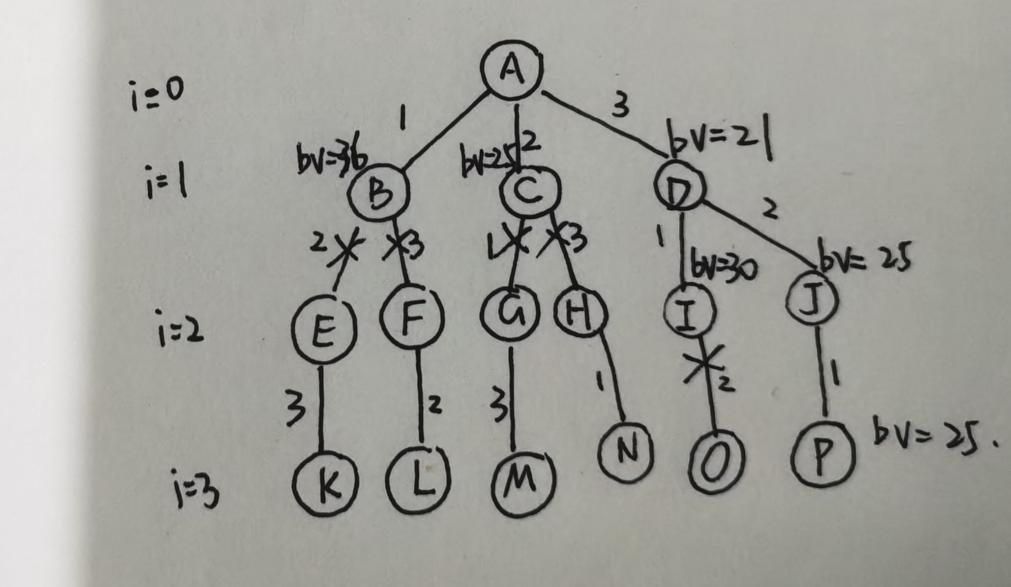 A
i=0
1 2 3
bv=36 bv=25 bv=21
i=1 B C D
2 3 1 3 1 2
bv=30 bv=25
i=2 E F G H I J
3 2 3 1 2 1
i=3 K L M N O P bv=25.